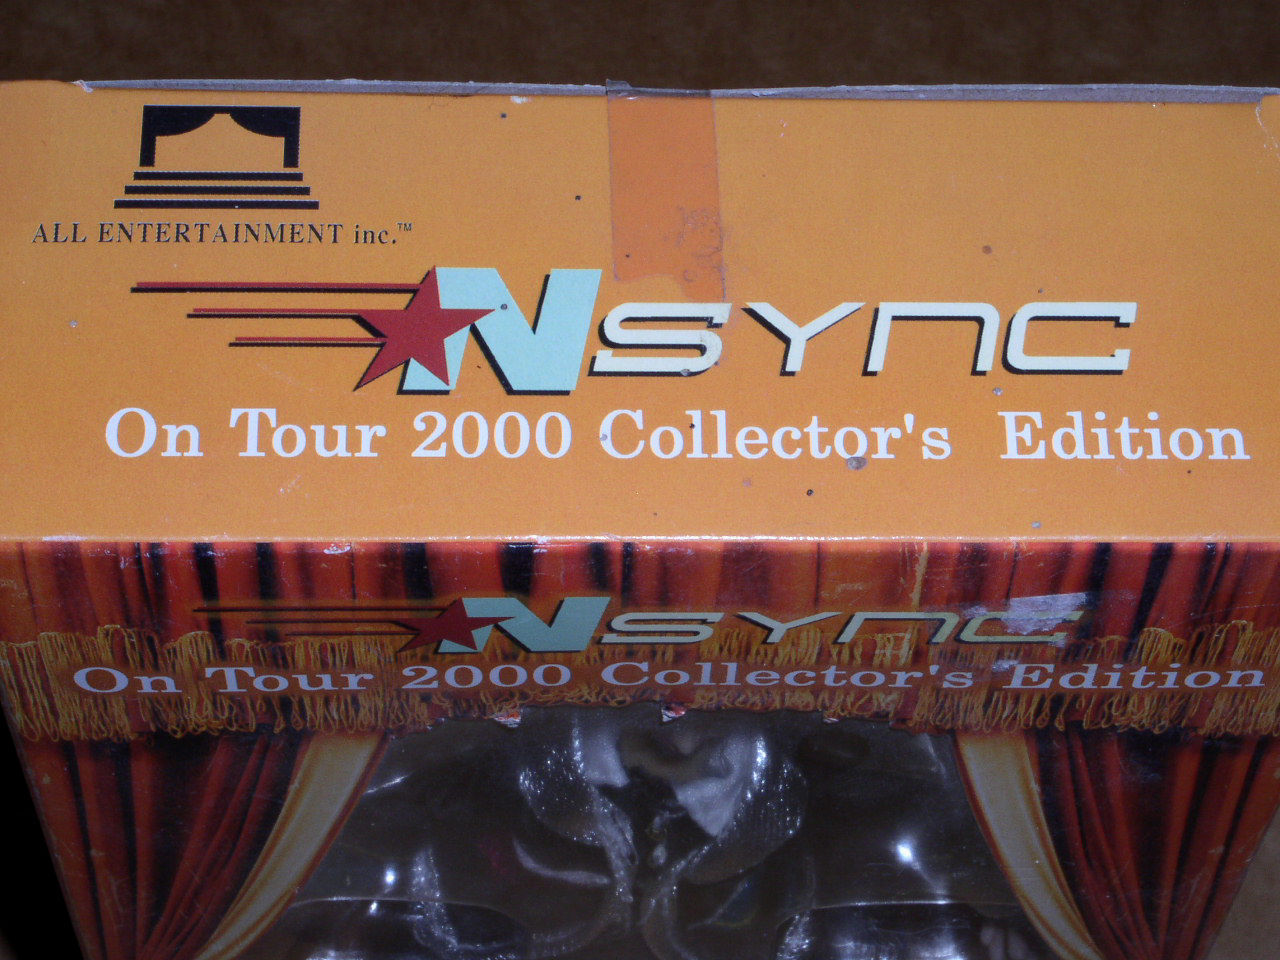 ALL ENTERTAINMENT inc.™
NSYNC
On Tour 2000 Collector's Edition
NSYNC
On Tour 2000 Collector's Edition